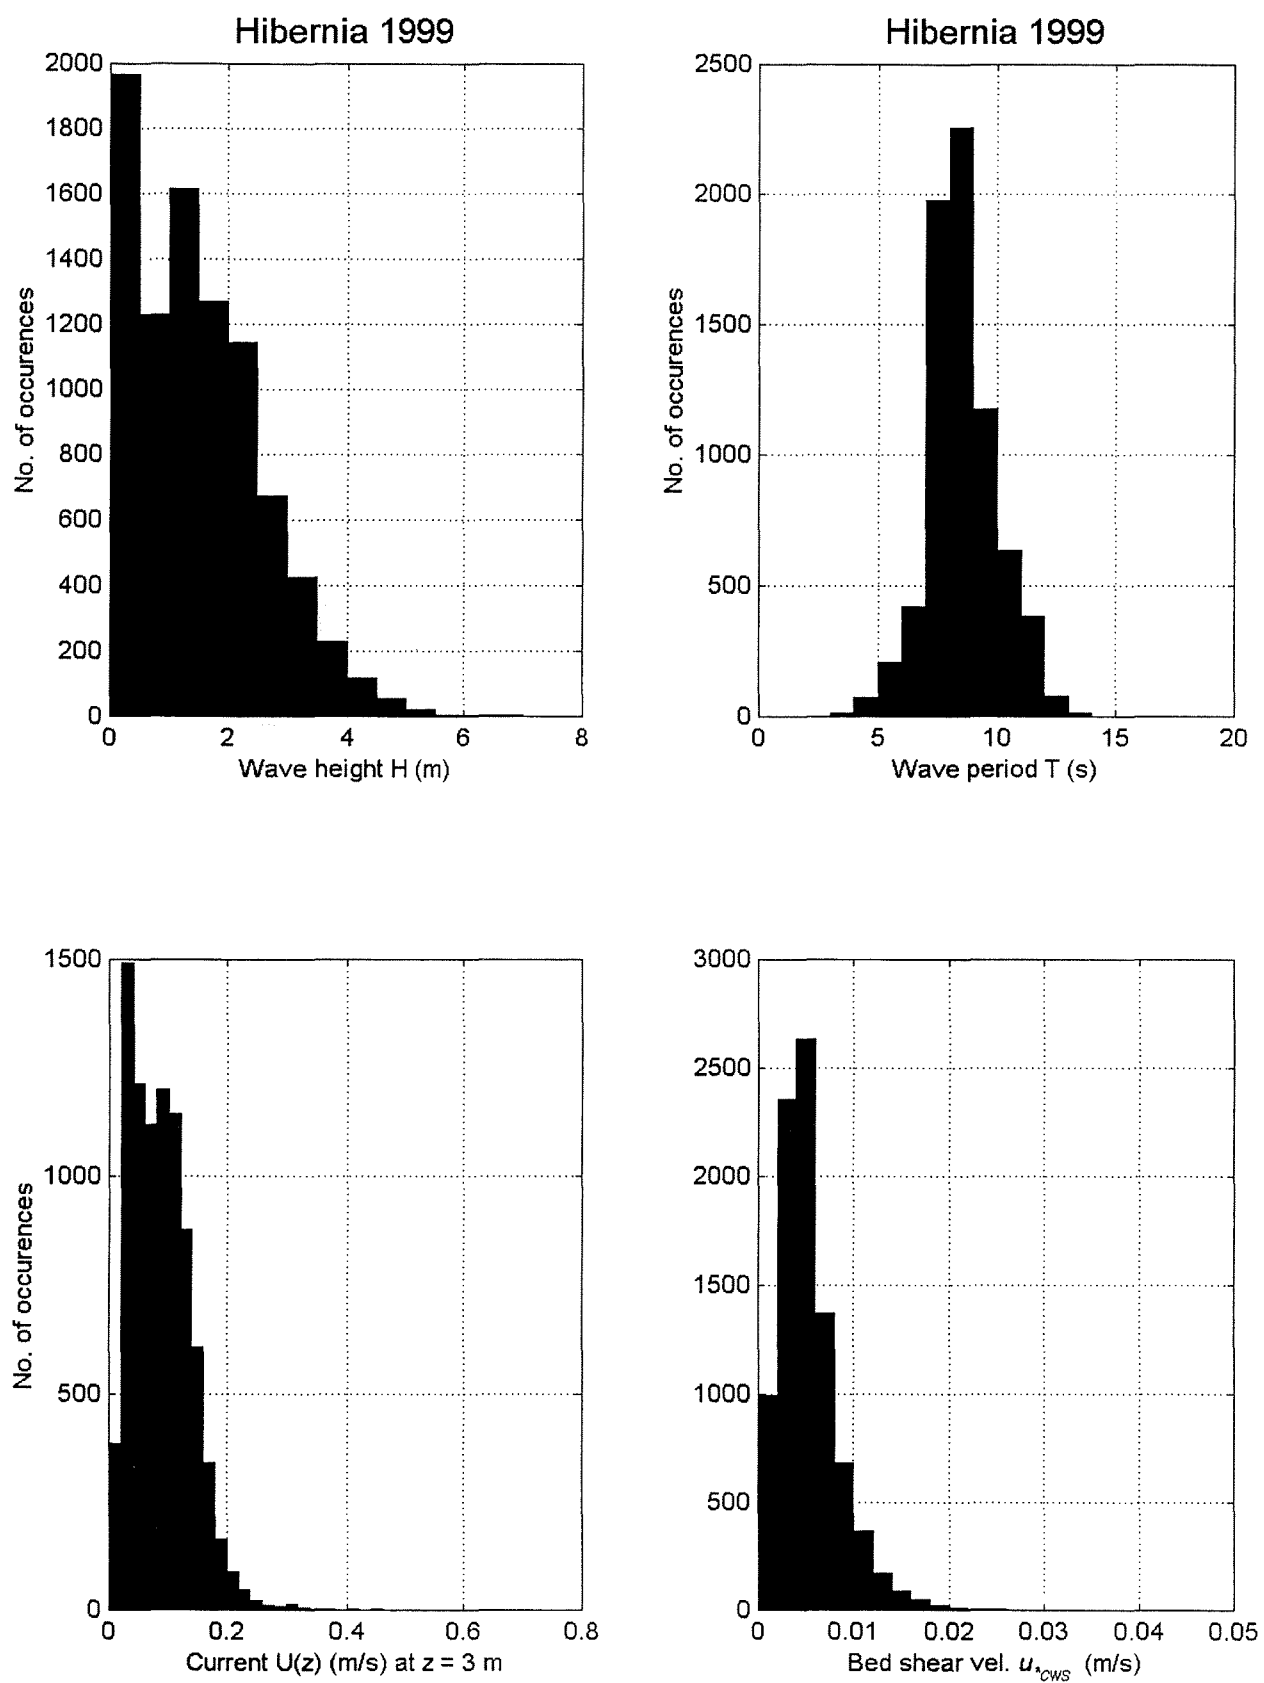 Hibernia 1999
2000
1800
1600
1400
1200
1000
800
600
400
200
0
No. of occurences
0 2 4 6 8
Wave height H (m)
Hibernia 1999
2500
2000
1500
1000
500
0
No. of occurences
0 5 10 15 20
Wave period T (s)
1500
1000
500
0
No. of occurences
0 0.2 0.4 0.6 0.8
Current U(z) (m/s) at z = 3 m
3000
2500
2000
1500
1000
500
0
0 0.01 0.02 0.03 0.04 0.05
Bed shear vel. u*CWS (m/s)